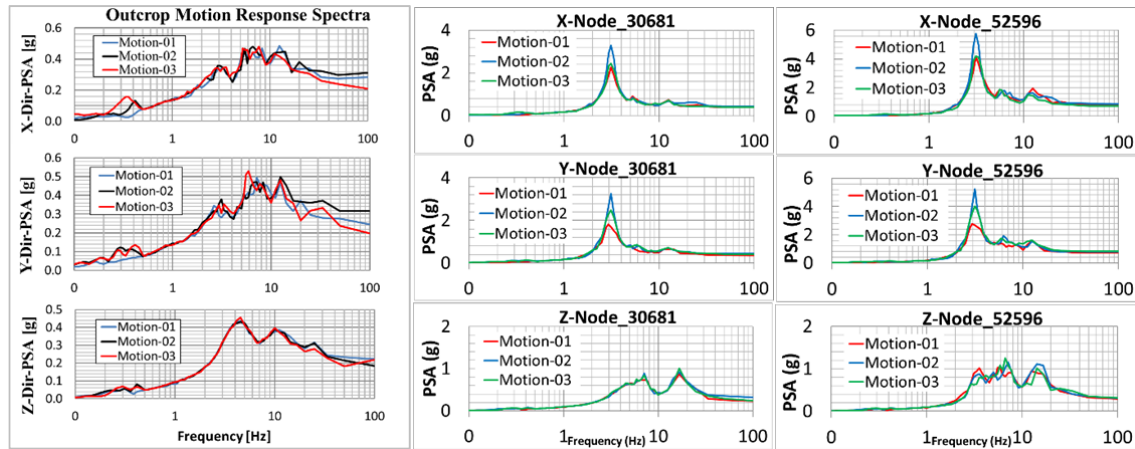 Outcrop Motion Response Spectra
X-Dir-PSA [g]
0.6
0.4
0.2
0.0
Motion-01
Motion-02
Motion-03
1
10
100
Y-Dir-PSA [g]
0.6
0.5
0.4
0.3
0.2
0.1
0.0
Motion-01
Motion-02
Motion-03
1
10
100
Z-Dir-PSA [g]
0.5
0.4
0.3
0.2
0.1
0.0
Motion-01
Motion-02
Motion-03
1
10
100
Frequency [Hz]
X-Node_30681
PSA (g)
4
2
0
Motion-01
Motion-02
Motion-03
0
1
10
100
Y-Node_30681
PSA (g)
4
2
0
Motion-01
Motion-02
Motion-03
0
1
10
100
Z-Node_30681
PSA (g)
2
1
0
Motion-01
Motion-02
Motion-03
0
1
Frequency (Hz)
10
100
X-Node_52596
PSA (g)
6
4
2
0
Motion-01
Motion-02
Motion-03
0
1
10
100
Y-Node_52596
PSA (g)
6
4
2
0
Motion-01
Motion-02
Motion-03
0
1
10
100
Z-Node_52596
PSA (g)
2
1
0
Motion-01
Motion-02
Motion-03
0
1
Frequency (Hz)
10
100